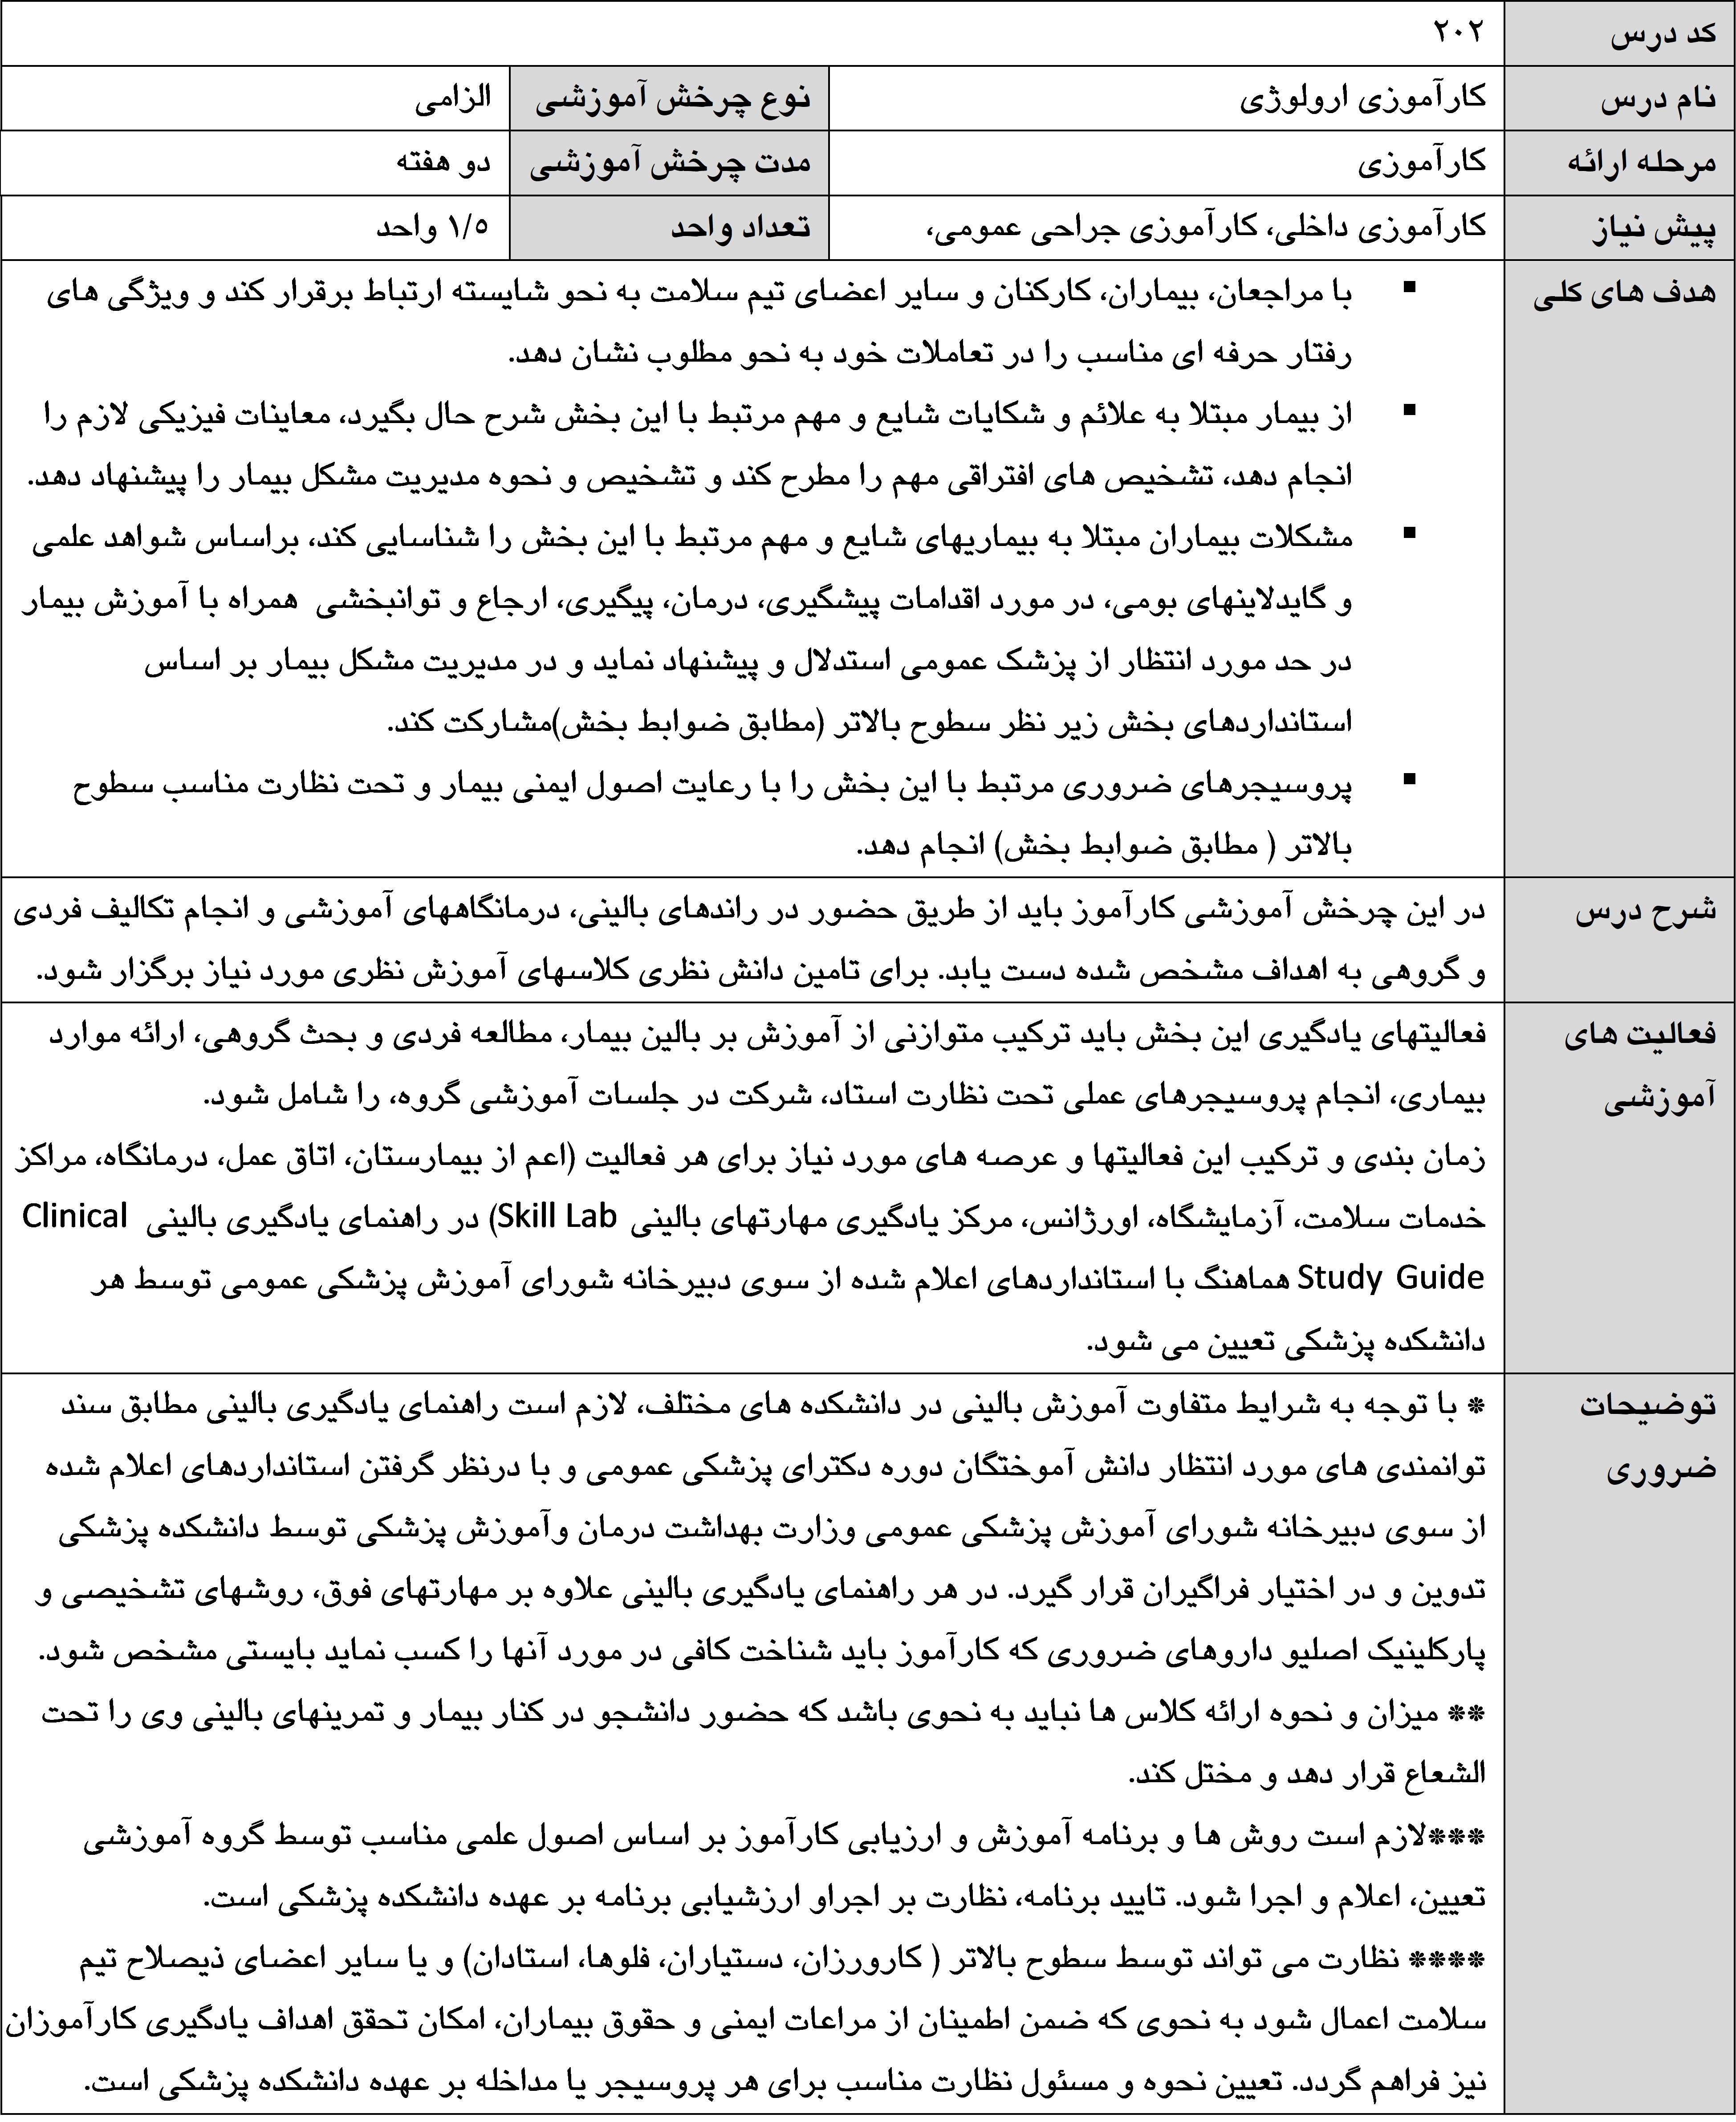 کد درس ۲۰۲
نام درس کارآموزی ارولوژی نوع چرخش آموزشی الزامی
مرحله ارائه کارآموزی مدت چرخش آموزشی دو هفته
پیش نیاز کارآموزی داخلی، کارآموزی جراحی عمومی، تعداد واحد ۱/۵ واحد
هدف های کلی ▪ با مراجعان، بیماران، کارکنان و سایر اعضای تیم سلامت به نحو شایسته ارتباط برقرار کند و ویژگی های
رفتار حرفه ای مناسب را در تعاملات خود به نحو مطلوب نشان دهد.
▪ از بیمار مبتلا به علائم و شکایات شایع و مهم مرتبط با این بخش شرح حال بگیرد، معاینات فیزیکی لازم را
انجام دهد، تشخیص های افتراقی مهم را مطرح کند و تشخیص و نحوه مدیریت مشکل بیمار را پیشنهاد دهد.
▪ مشکلات بیماران مبتلا به بیماریهای شایع و مهم مرتبط با این بخش را شناسایی کند، براساس شواهد علمی
و گایدلاینهای بومی، در مورد اقدامات پیشگیری، درمان، پیگیری، ارجاع و توانبخشی همراه با آموزش بیمار
در حد مورد انتظار از پزشک عمومی استدلال و پیشنهاد نماید و در مدیریت مشکل بیمار بر اساس
استانداردهای بخش زیر نظر سطوح بالاتر (مطابق ضوابط بخش)مشارکت کند.
▪ پروسیجرهای ضروری مرتبط با این بخش را با رعایت اصول ایمنی بیمار و تحت نظارت مناسب سطوح
بالاتر ( مطابق ضوابط بخش) انجام دهد.
شرح درس در این چرخش آموزشی کارآموز باید از طریق حضور در راندهای بالینی، درمانگاههای آموزشی و انجام تکالیف فردی
و گروهی به اهداف مشخص شده دست یابد. برای تامین دانش نظری کلاسهای آموزش نظری مورد نیاز برگزار شود.
فعالیت های فعالیتهای یادگیری این بخش باید ترکیب متوازنی از آموزش بر بالین بیمار، مطالعه فردی و بحث گروهی، ارائه موارد
آموزشی بیماری، انجام پروسیجرهای عملی تحت نظارت استاد، شرکت در جلسات آموزشی گروه، را شامل شود.
زمان بندی و ترکیب این فعالیتها و عرصه های مورد نیاز برای هر فعالیت (اعم از بیمارستان، اتاق عمل، درمانگاه، مراکز
خدمات سلامت، آزمایشگاه، اورژانس، مرکز یادگیری مهارتهای بالینی Skill Lab) در راهنمای یادگیری بالینی Clinical
Study Guide هماهنگ با استانداردهای اعلام شده از سوی دبیرخانه شورای آموزش پزشکی عمومی توسط هر
دانشکده پزشکی تعیین می شود.
توضیحات * با توجه به شرایط متفاوت آموزش بالینی در دانشکده های مختلف، لازم است راهنمای یادگیری بالینی مطابق سند
ضروری توانمندی های مورد انتظار دانش آموختگان دوره دکترای پزشکی عمومی و با درنظر گرفتن استانداردهای اعلام شده
از سوی دبیرخانه شورای آموزش پزشکی عمومی وزارت بهداشت درمان وآموزش پزشکی توسط دانشکده پزشکی
تدوین و در اختیار فراگیران قرار گیرد. در هر راهنمای یادگیری بالینی علاوه بر مهارتهای فوق، روشهای تشخیصی و
پارکلینیک اصلیو داروهای ضروری که کارآموز باید شناخت کافی در مورد آنها را کسب نماید بایستی مشخص شود.
** میزان و نحوه ارائه کلاس ها نباید به نحوی باشد که حضور دانشجو در کنار بیمار و تمرینهای بالینی وی را تحت
الشعاع قرار دهد و مختل کند.
***لازم است روش ها و برنامه آموزش و ارزیابی کارآموز بر اساس اصول علمی مناسب توسط گروه آموزشی
تعیین، اعلام و اجرا شود. تایید برنامه، نظارت بر اجراو ارزشیابی برنامه بر عهده دانشکده پزشکی است.
**** نظارت می تواند توسط سطوح بالاتر ( کارورزان، دستیاران، فلوها، استادان) و یا سایر اعضای ذیصلاح تیم
سلامت اعمال شود به نحوی که ضمن اطمینان از مراعات ایمنی و حقوق بیماران، امکان تحقق اهداف یادگیری کارآموزان
نیز فراهم گردد. تعیین نحوه و مسئول نظارت مناسب برای هر پروسیجر یا مداخله بر عهده دانشکده پزشکی است.